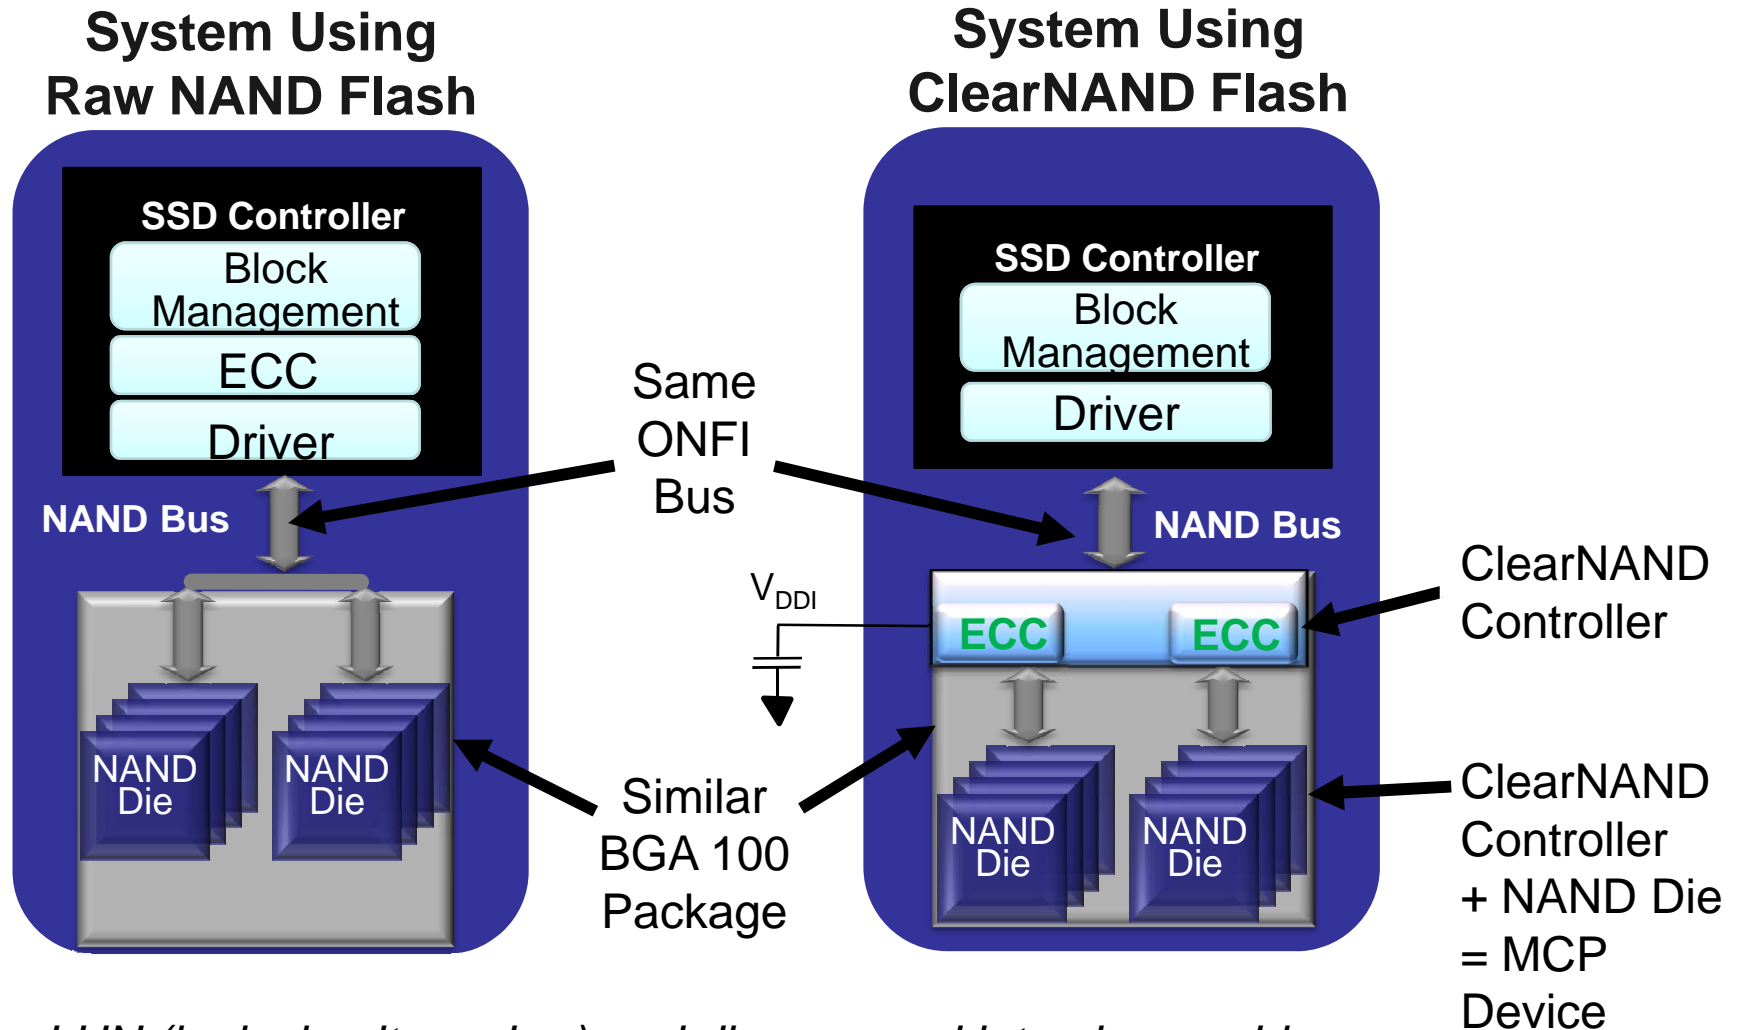 System Using
Raw NAND Flash
SSD Controller
Block
Management
ECC
Driver
NAND Bus
NAND
Die
NAND
Die
Same
ONFI
Bus
Similar
BGA 100
Package
System Using
ClearNAND Flash
SSD Controller
Block
Management
Driver
NAND Bus
VDDI
ECC
ECC
NAND
Die
NAND
Die
ClearNAND
Controller
ClearNAND
Controller
+ NAND Die
= MCP
Device